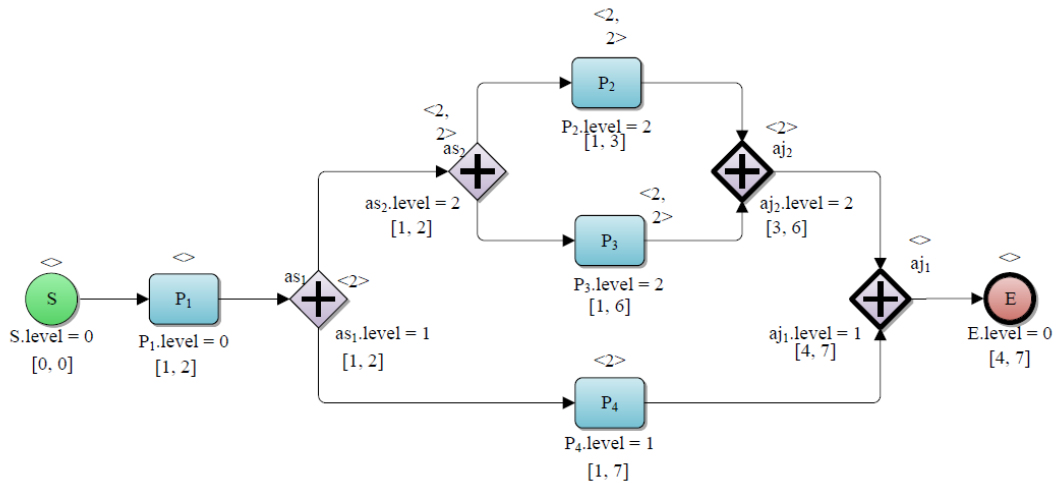 <2,
2>
P₂
P₂.level = 2
[1, 3]
<2,
2>
as₂
as₂.level = 2
[1, 2]
<2>
aj₂
aj₂.level = 2
[3, 6]
<2,
2>
P₃
P₃.level = 2
[1, 6]
<>
S
S.level = 0
[0, 0]
<>
P₁
P₁.level = 0
[1, 2]
as₁
<2>
as₁.level = 1
[1, 2]
<>
aj₁
aj₁.level = 1
[4, 7]
<>
E
E.level = 0
[4, 7]
<2>
P₄
P₄.level = 1
[1, 7]